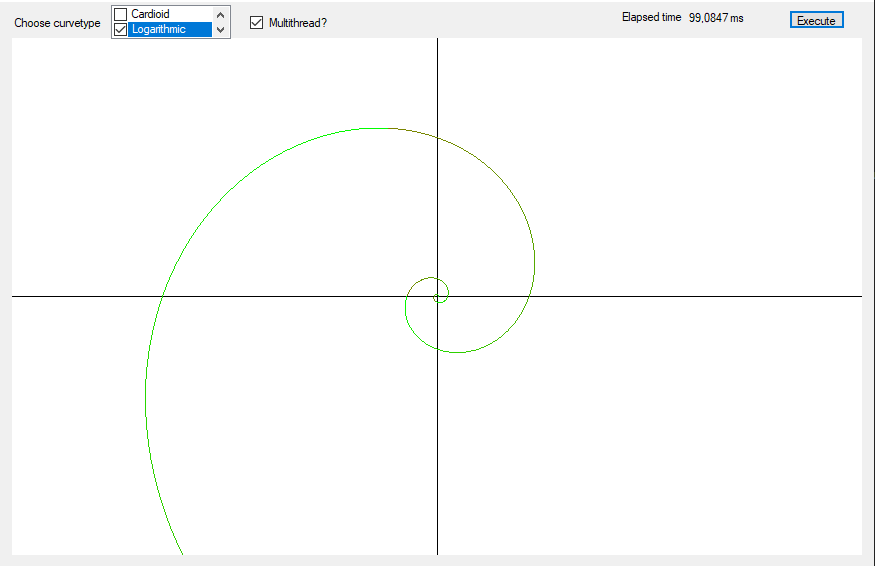 Choose curvetype
Cardioid
Logarithmic
Multithread?
Elapsed time 99,0847 ms
Execute